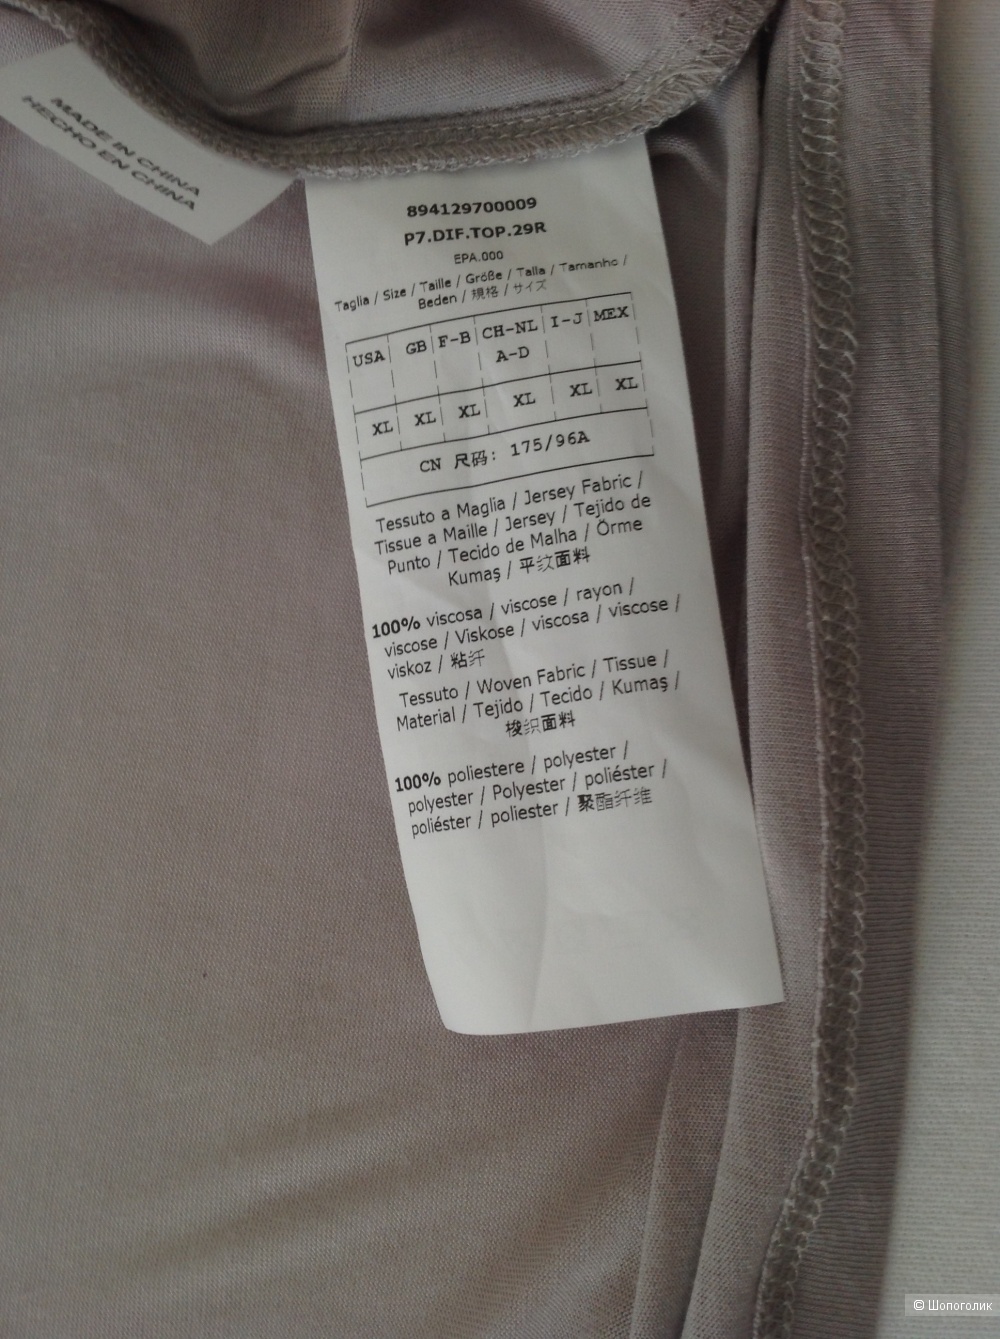 MADE IN CHINA
HECHO EN CHINA
894129700009
P7.DIF.TOP.29R
EPA.000
Taglia / Size / Taille / Größe / Talla / Tamanho /
Beden / 規格 / サイズ
USA GB F-B CH-NL I-J MEX
A-D
XL XL XL XL XL XL
CN 尺码: 175/96A
Tessuto a Maglia / Jersey Fabric /
Tissue a Maille / Jersey / Tejido de
Punto / Tecido de Malha / Örme
Kumaş / 平纹面料
100% viscosa / viscose / rayon /
viscose / Viskose / viscosa / viscose /
viskoz / 粘纤
Tessuto / Woven Fabric / Tissue /
Material / Tejido / Tecido / Kumaş /
梭织面料
100% poliestere / polyester /
polyester / Polyester / poliéster /
poliéster / poliester / 聚酯纤维
© Шопоголик